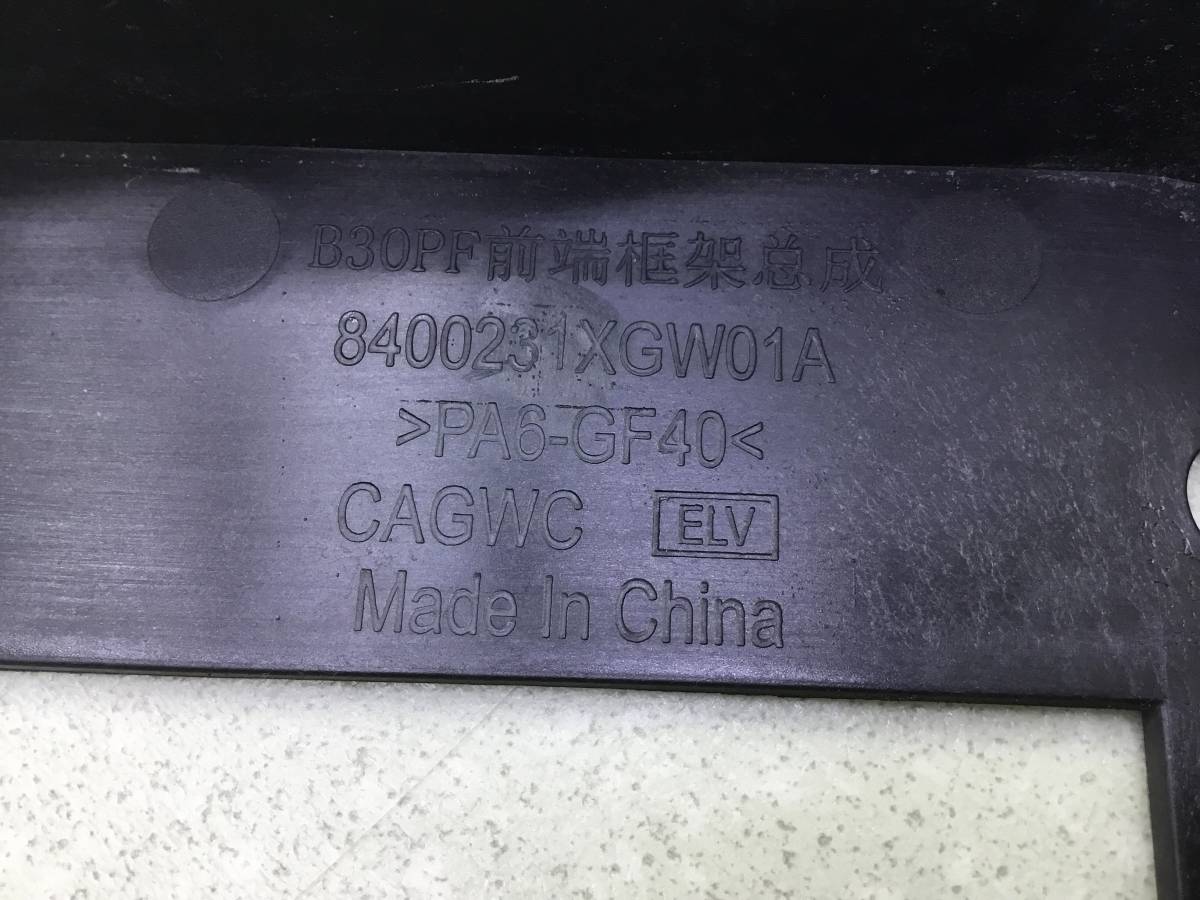 B30PF前端框架总成
8400231XGW01A
>PA6-GF40<
CAGWC ELV
Made In China